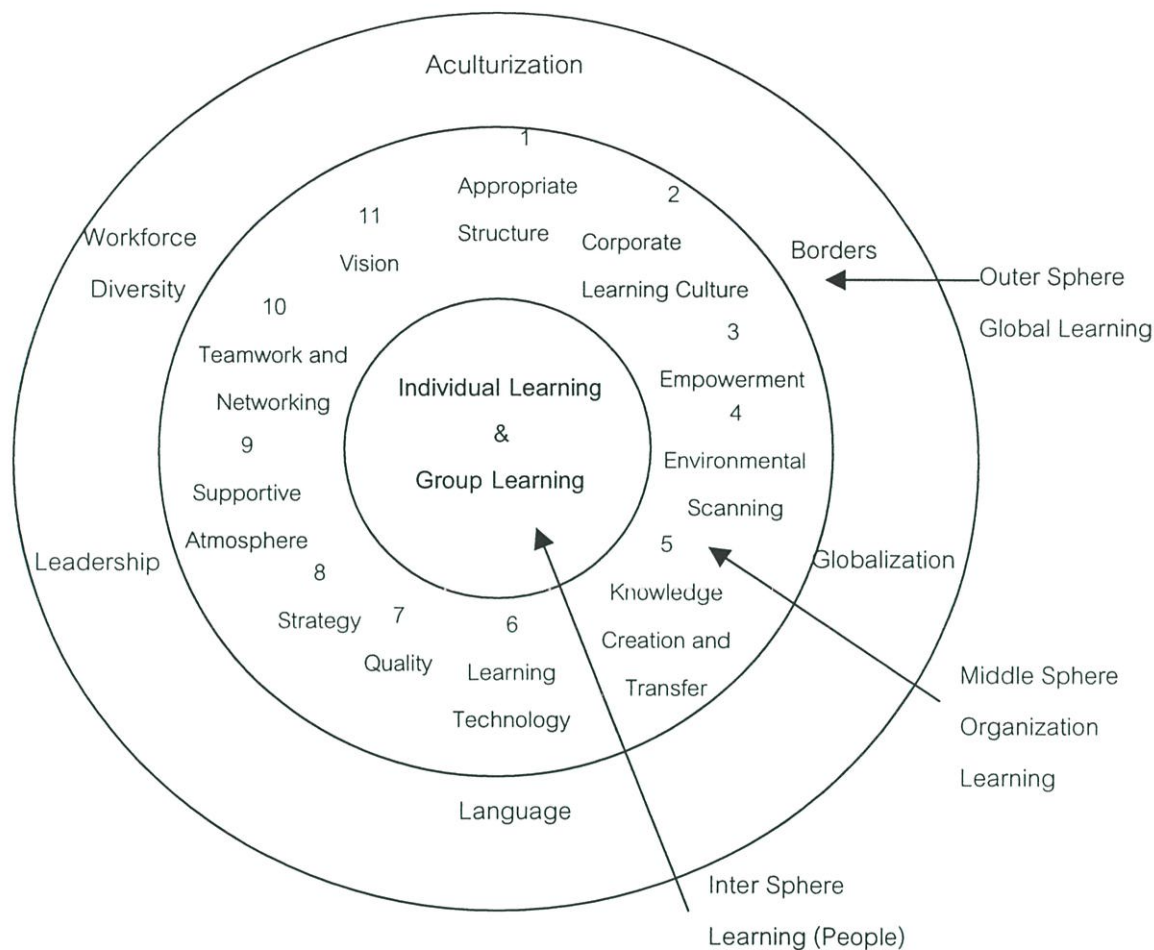 Aculturization
1
Appropriate
Structure
2
Corporate
Learning Culture
3
Empowerment
4
Environmental
Scanning
5
Knowledge
Creation and
Transfer
6
Learning
Technology
7
Quality
8
Strategy
9
Supportive
Atmosphere
10
Teamwork and
Networking
11
Vision
Individual Learning
&
Group Learning
Workforce
Diversity
Leadership
Language
Globalization
Borders
Outer Sphere
Global Learning
Middle Sphere
Organization
Learning
Inter Sphere
Learning (People)